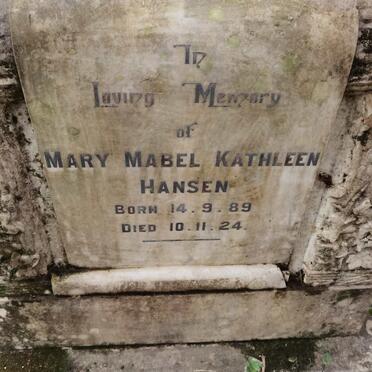 In
Loving Memory
of
MARY MABEL KATHLEEN
HANSEN
BORN 14.9.89
DIED 10.11.24.